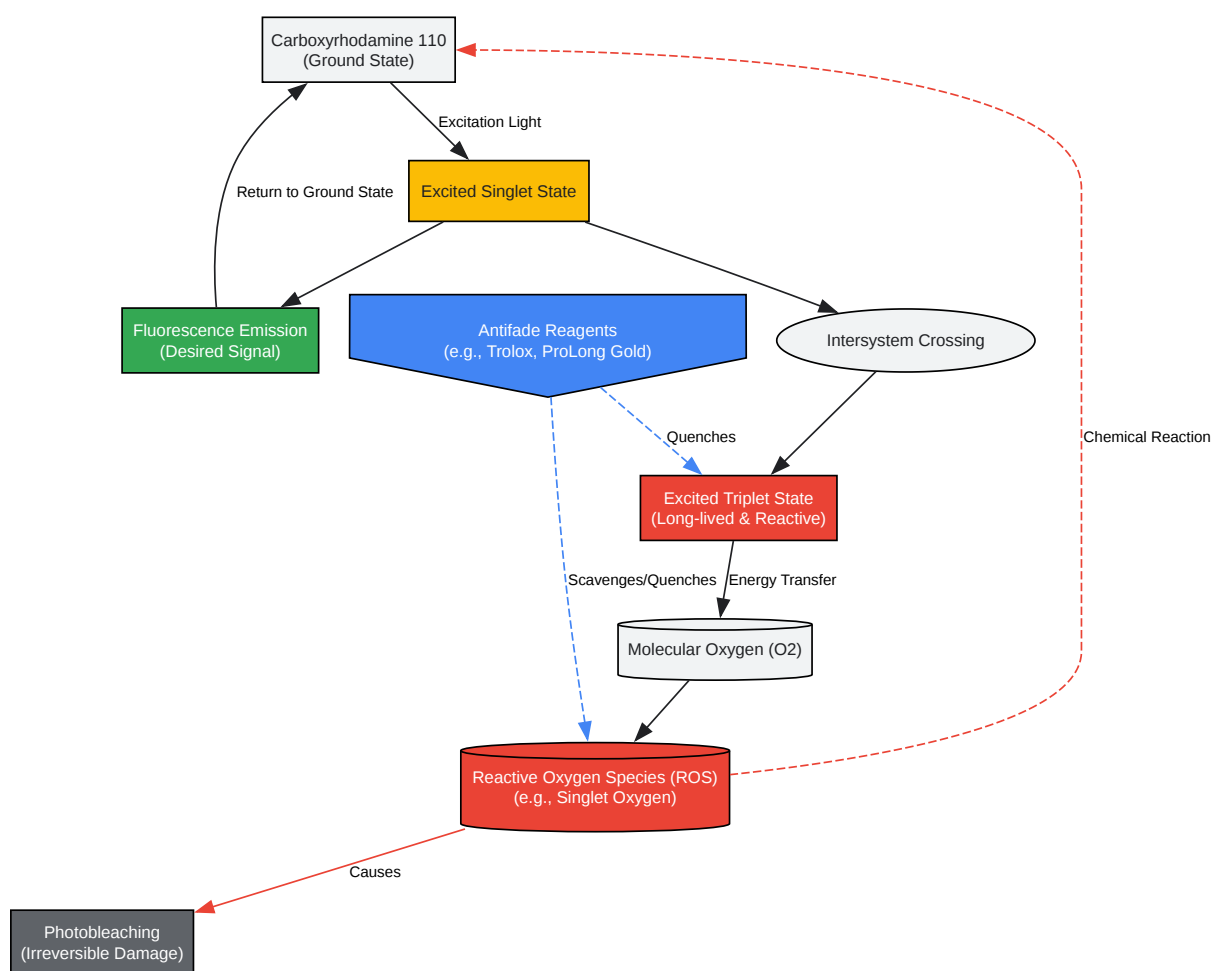 Carboxyrhodamine 110
(Ground State)
Excitation Light
Excited Singlet State
Return to Ground State
Fluorescence Emission
(Desired Signal)
Antifade Reagents
(e.g., Trolox, ProLong Gold)
Intersystem Crossing
Quenches
Chemical Reaction
Excited Triplet State
(Long-lived & Reactive)
Scavenges/Quenches
Energy Transfer
Molecular Oxygen (O2)
Reactive Oxygen Species (ROS)
(e.g., Singlet Oxygen)
Causes
Photobleaching
(Irreversible Damage)